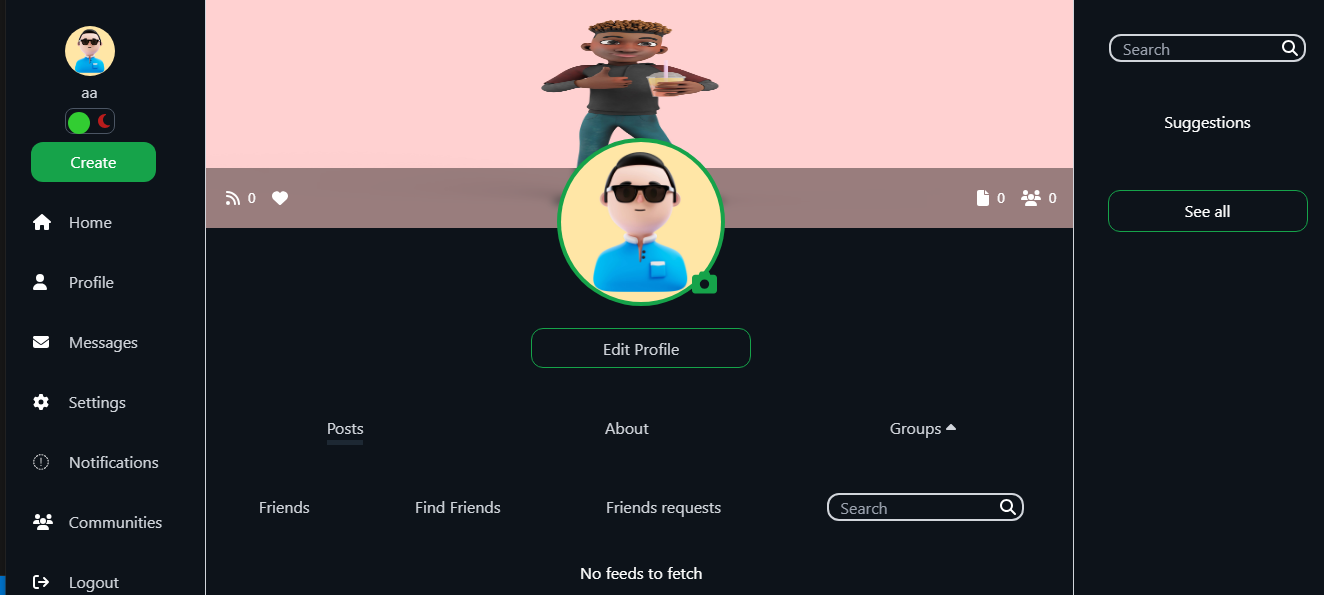 aa
Create
Home
Profile
Messages
Settings
Notifications
Communities
Logout
0
0
0
Edit Profile
Posts
About
Groups
Friends
Find Friends
Friends requests
Search
No feeds to fetch
Search
Suggestions
See all